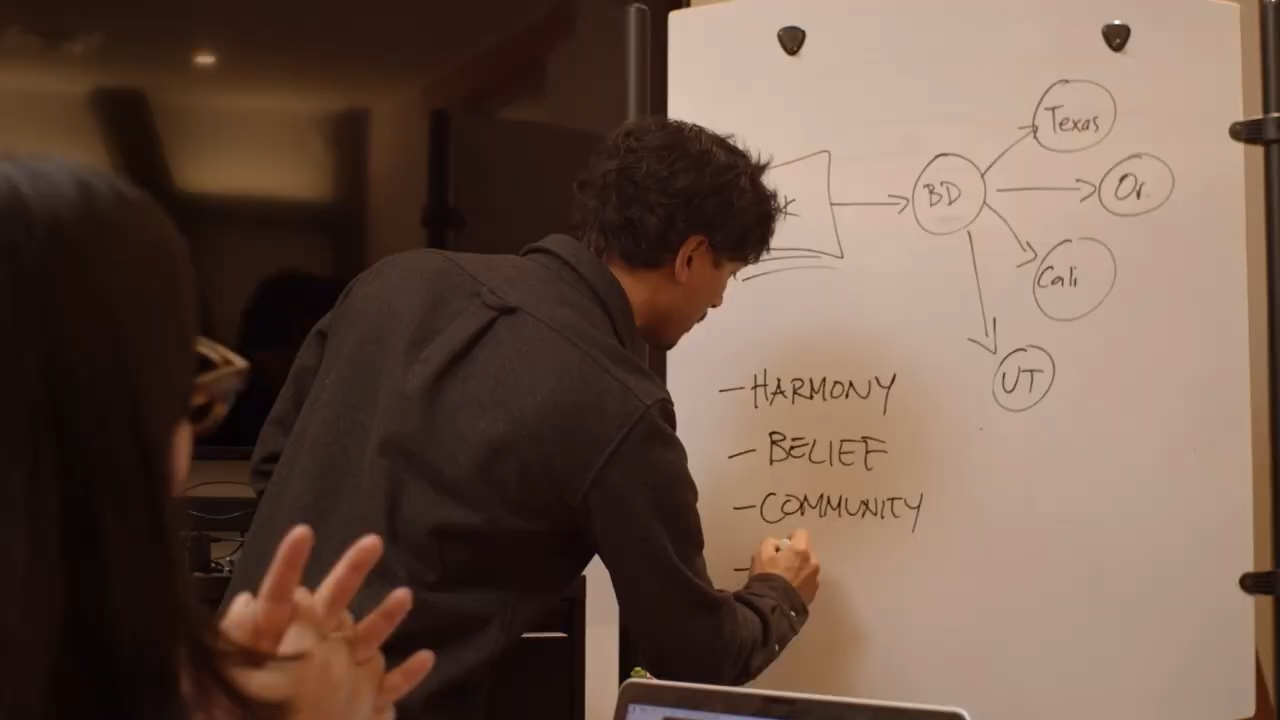 Texas
BD
Or.
Cali
UT
- HARMONY
- BELIEF
- COMMUNITY
-